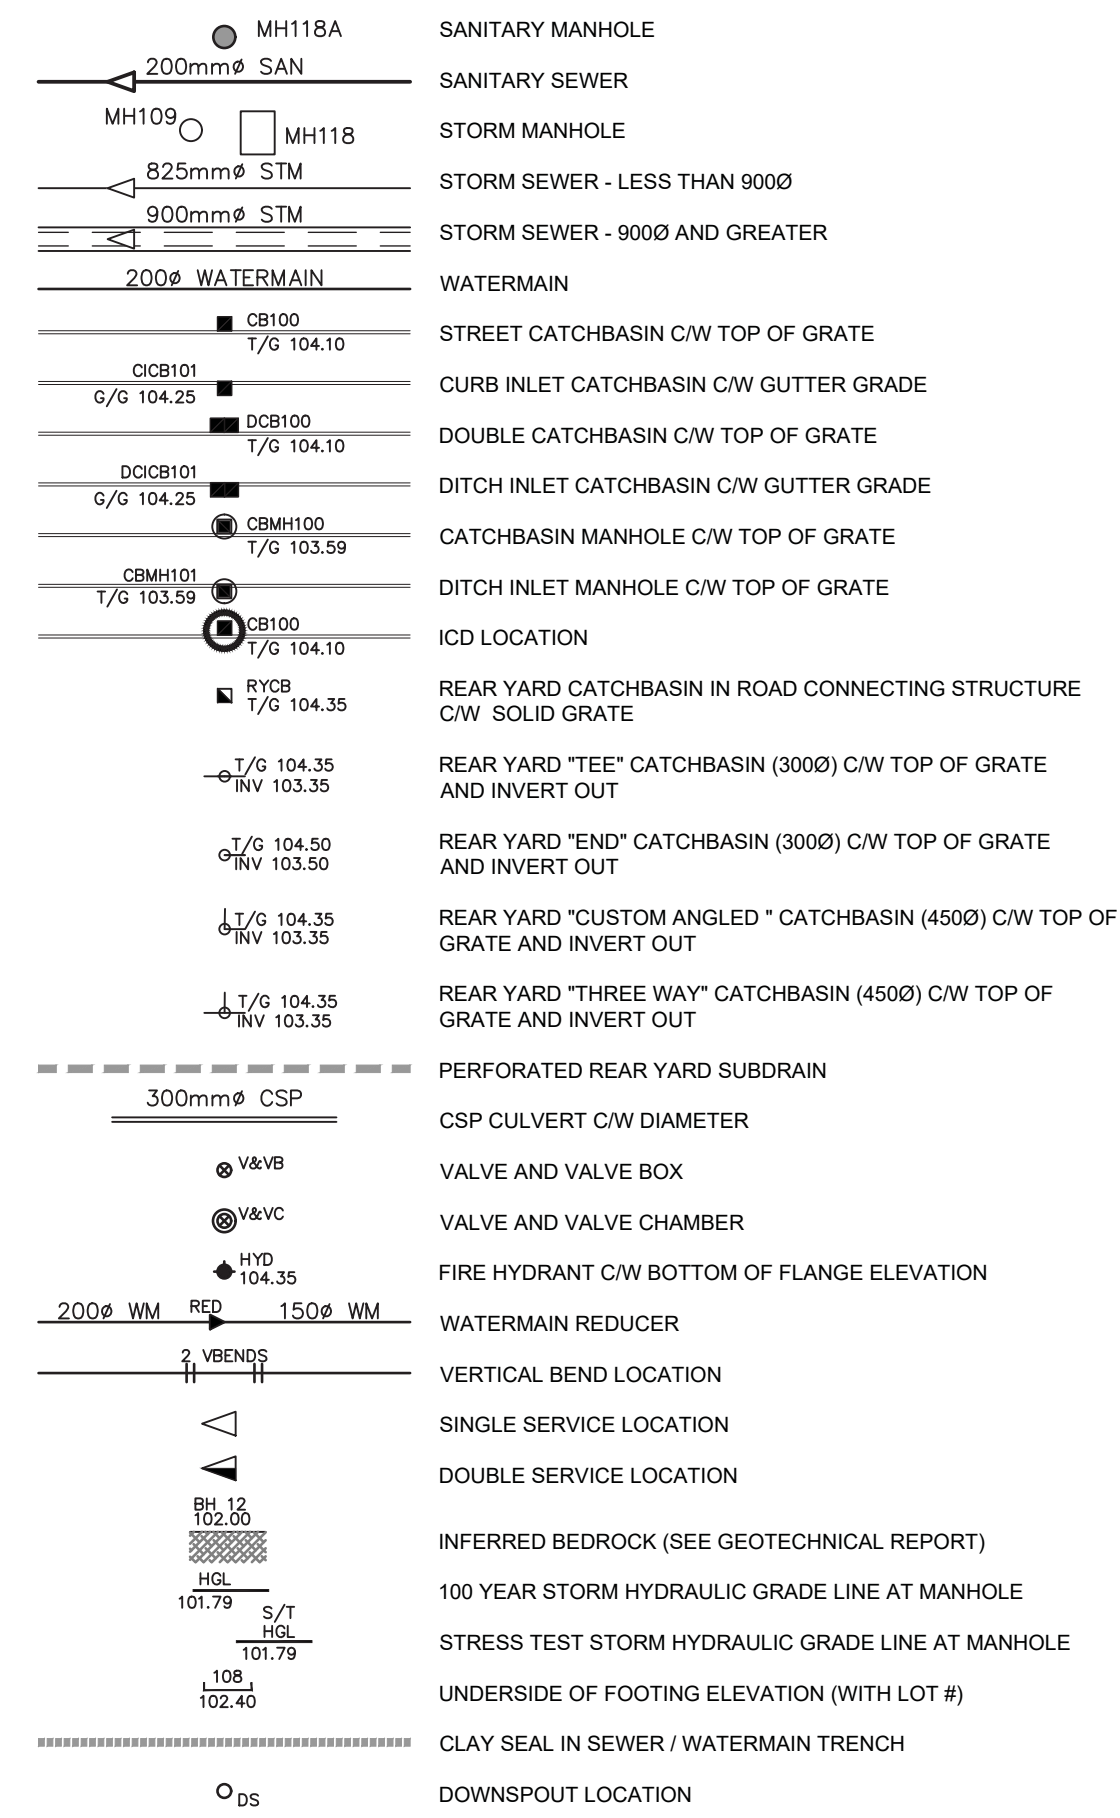 MH118A SANITARY MANHOLE
200mmø SAN SANITARY SEWER
MH109 MH118 STORM MANHOLE
825mmø STM STORM SEWER - LESS THAN 900Ø
900mmø STM STORM SEWER - 900Ø AND GREATER
200ø WATERMAIN WATERMAIN
CB100
T/G 104.10
STREET CATCHBASIN C/W TOP OF GRATE
CICB101
G/G 104.25
CURB INLET CATCHBASIN C/W GUTTER GRADE
DCB100
T/G 104.10
DOUBLE CATCHBASIN C/W TOP OF GRATE
DCICB101
G/G 104.25
DITCH INLET CATCHBASIN C/W GUTTER GRADE
CBMH100
T/G 103.59
CATCHBASIN MANHOLE C/W TOP OF GRATE
CBMH101
T/G 103.59
DITCH INLET MANHOLE C/W TOP OF GRATE
CB100
T/G 104.10
ICD LOCATION
RYCB
T/G 104.35
REAR YARD CATCHBASIN IN ROAD CONNECTING STRUCTURE
C/W SOLID GRATE
T/G 104.35
INV 103.35
REAR YARD "TEE" CATCHBASIN (300Ø) C/W TOP OF GRATE
AND INVERT OUT
T/G 104.50
INV 103.50
REAR YARD "END" CATCHBASIN (300Ø) C/W TOP OF GRATE
AND INVERT OUT
T/G 104.35
INV 103.35
REAR YARD "CUSTOM ANGLED " CATCHBASIN (450Ø) C/W TOP OF
GRATE AND INVERT OUT
T/G 104.35
INV 103.35
REAR YARD "THREE WAY" CATCHBASIN (450Ø) C/W TOP OF
GRATE AND INVERT OUT
PERFORATED REAR YARD SUBDRAIN
300mmø CSP CSP CULVERT C/W DIAMETER
V&VB VALVE AND VALVE BOX
V&VC VALVE AND VALVE CHAMBER
HYD
104.35
FIRE HYDRANT C/W BOTTOM OF FLANGE ELEVATION
200ø WM RED 150ø WM WATERMAIN REDUCER
2 VBENDS VERTICAL BEND LOCATION
SINGLE SERVICE LOCATION
DOUBLE SERVICE LOCATION
BH 12
102.00
INFERRED BEDROCK (SEE GEOTECHNICAL REPORT)
HGL
101.79
100 YEAR STORM HYDRAULIC GRADE LINE AT MANHOLE
S/T
HGL
101.79
STRESS TEST STORM HYDRAULIC GRADE LINE AT MANHOLE
108
102.40
UNDERSIDE OF FOOTING ELEVATION (WITH LOT #)
CLAY SEAL IN SEWER / WATERMAIN TRENCH
DS DOWNSPOUT LOCATION